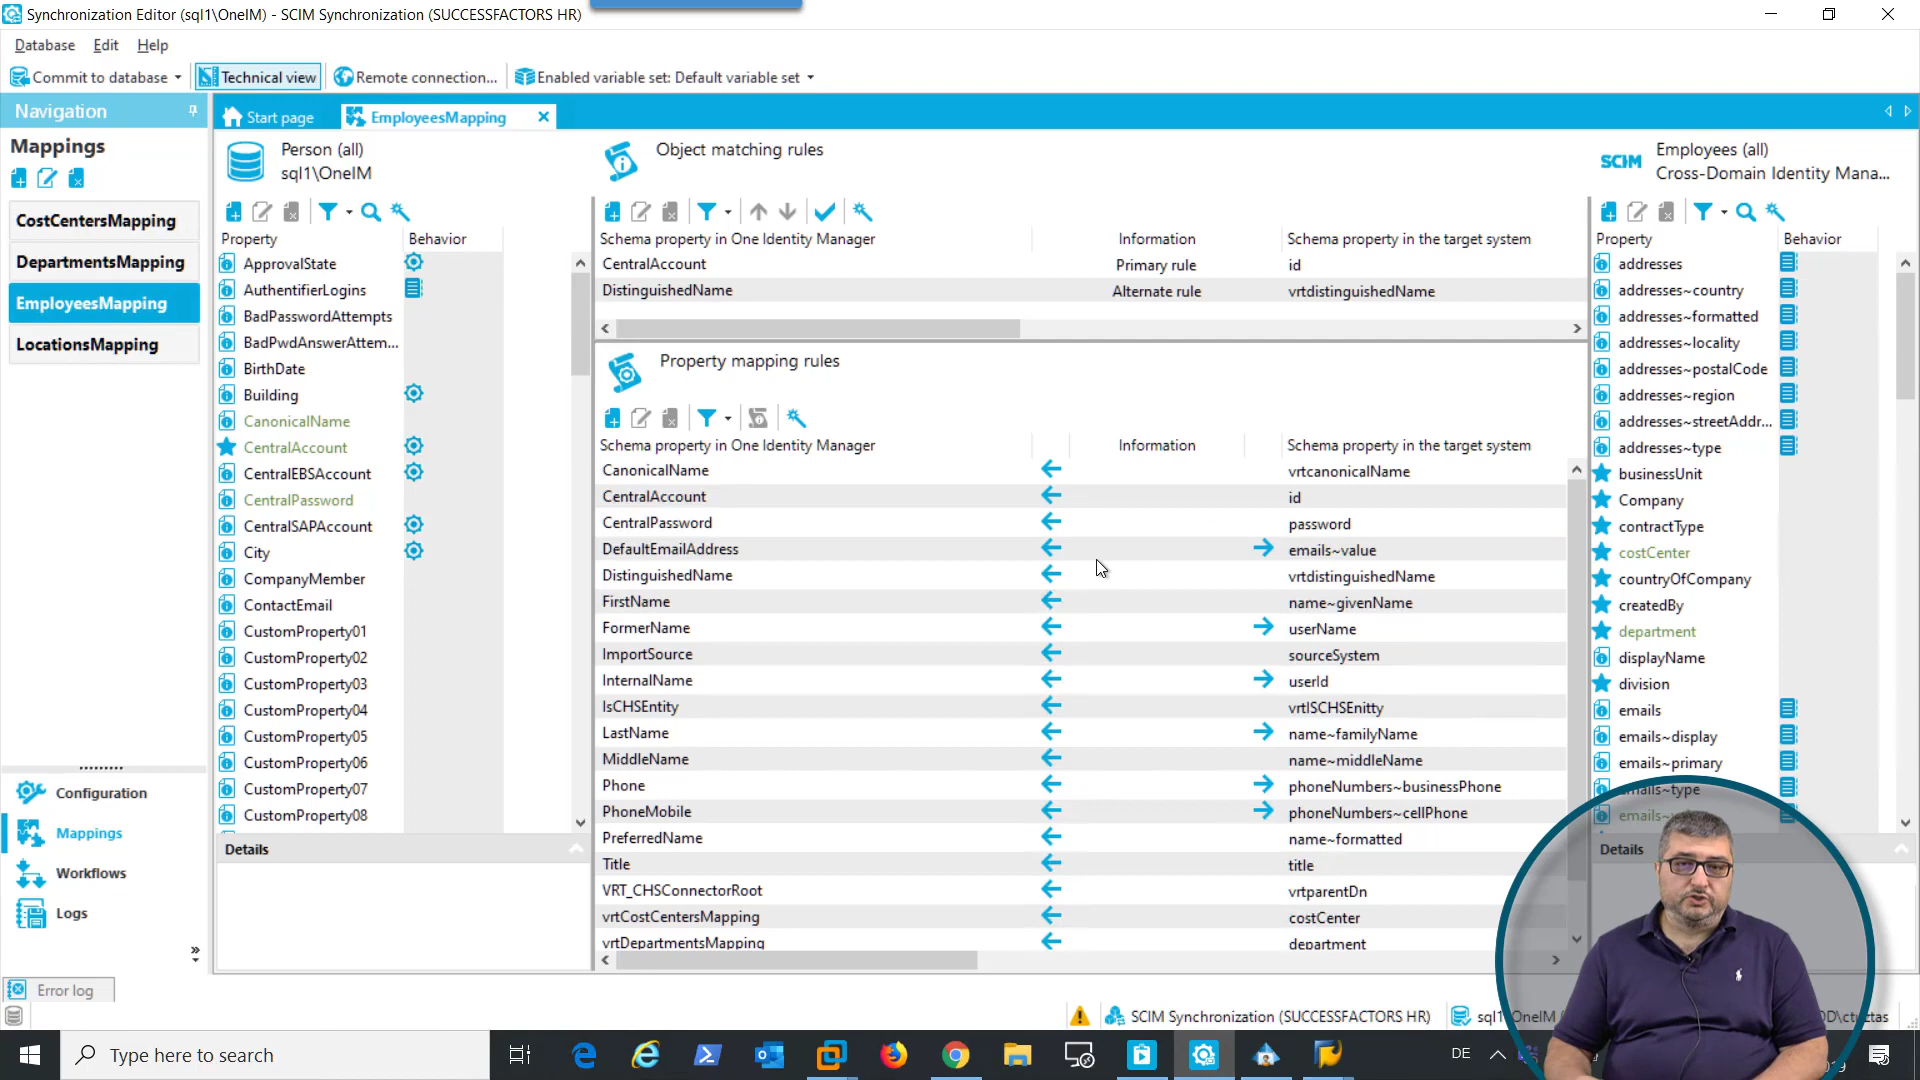 Synchronization Editor (sql1\OneIM) - SCIM Synchronization (SUCCESSFACTORS HR)
Database Edit Help
Commit to database Technical view Remote connection... Enabled variable set: Default variable set
Navigation
Mappings
CostCentersMapping
DepartmentsMapping
EmployeesMapping
LocationsMapping
Configuration
Mappings
Workflows
Logs
Error log
Start page EmployeesMapping
Person (all)
sql1\OneIM
Property Behavior
ApprovalState
AuthentifierLogins
BadPasswordAttempts
BadPwdAnswerAttem...
BirthDate
Building
CanonicalName
CentralAccount
CentralEBSAccount
CentralPassword
CentralSAPAccount
City
CompanyMember
ContactEmail
CustomProperty01
CustomProperty02
CustomProperty03
CustomProperty04
CustomProperty05
CustomProperty06
CustomProperty07
CustomProperty08
Details
Object matching rules
Schema property in One Identity Manager Information Schema property in the target system
CentralAccount Primary rule id
DistinguishedName Alternate rule vrtdistinguishedName
Property mapping rules
Schema property in One Identity Manager Information Schema property in the target system
CanonicalName vrtcanonicalName
CentralAccount id
CentralPassword password
DefaultEmailAddress emails~value
DistinguishedName vrtdistinguishedName
FirstName name~givenName
FormerName userName
ImportSource sourceSystem
InternalName userId
IsCHSEntity vrtISCHSEnitty
LastName name~familyName
MiddleName name~middleName
Phone phoneNumbers~businessPhone
PhoneMobile phoneNumbers~cellPhone
PreferredName name~formatted
Title title
VRT_CHSConnectorRoot vrtparentDn
vrtCostCentersMapping costCenter
vrtDepartmentsMapping department
SCIM Employees (all)
Cross-Domain Identity Mana...
Property Behavior
addresses
addresses~country
addresses~formatted
addresses~locality
addresses~postalCode
addresses~region
addresses~streetAddr...
addresses~type
businessUnit
Company
contractType
costCenter
countryOfCompany
createdBy
department
displayName
division
emails
emails~display
emails~primary
emails~type
Details
SCIM Synchronization (SUCCESSFACTORS HR) sql1\OneIM
Type here to search
DE